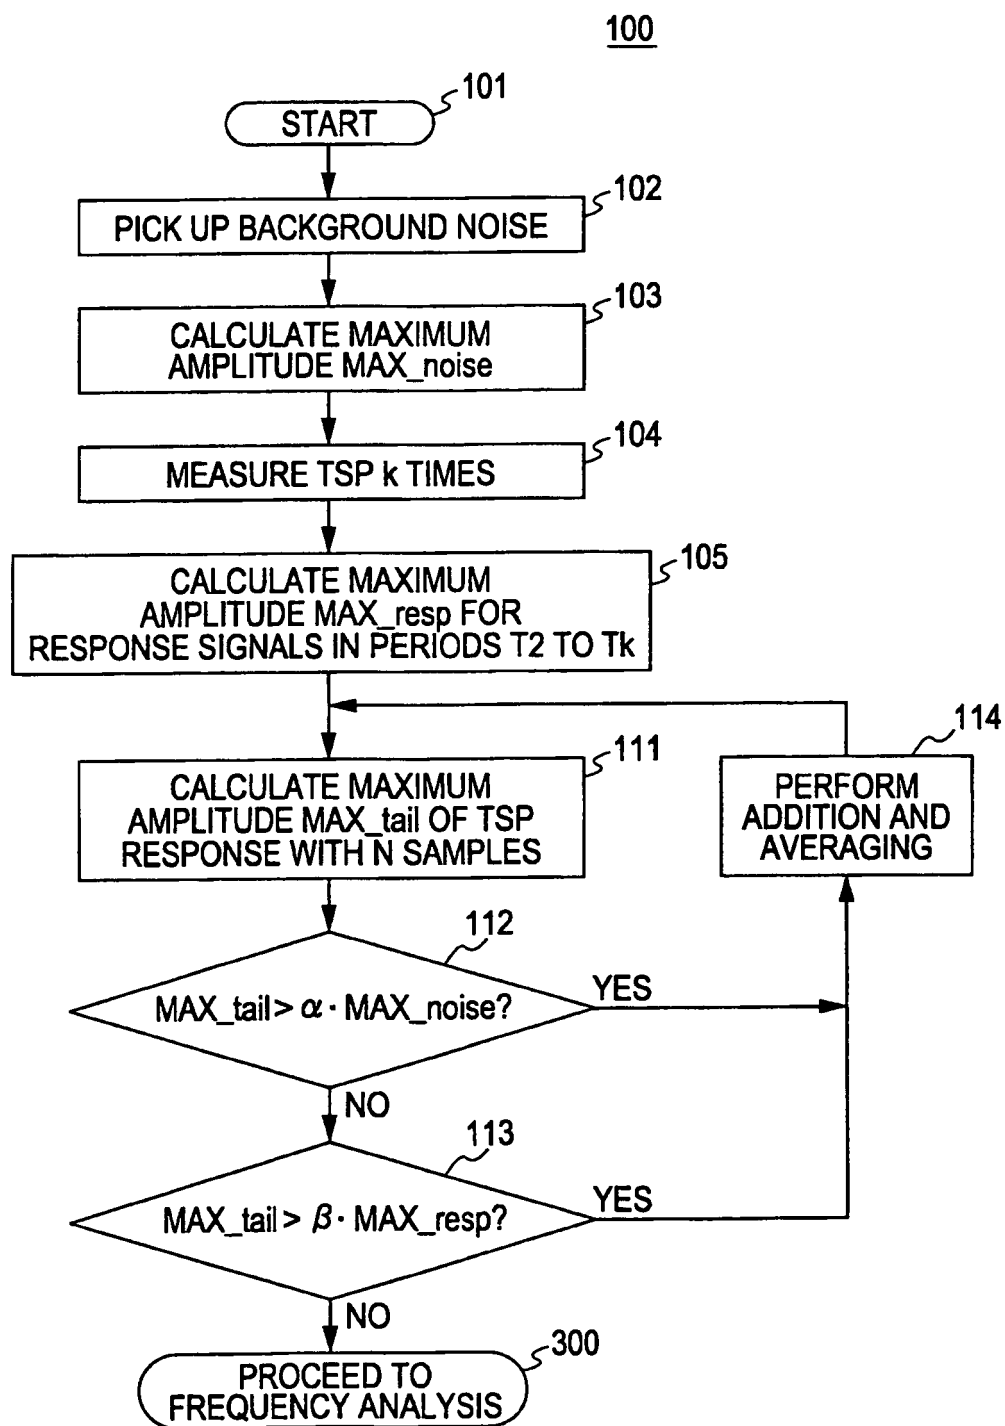 100
101
START
102
PICK UP BACKGROUND NOISE
103
CALCULATE MAXIMUM
AMPLITUDE MAX_noise
104
MEASURE TSP k TIMES
105
CALCULATE MAXIMUM
AMPLITUDE MAX_resp FOR
RESPONSE SIGNALS IN PERIODS T2 TO Tk
111
CALCULATE MAXIMUM
AMPLITUDE MAX_tail OF TSP
RESPONSE WITH N SAMPLES
114
PERFORM
ADDITION AND
AVERAGING
112
MAX_tail > α · MAX_noise?
YES
NO
113
MAX_tail > β · MAX_resp?
YES
NO
300
PROCEED TO
FREQUENCY ANALYSIS